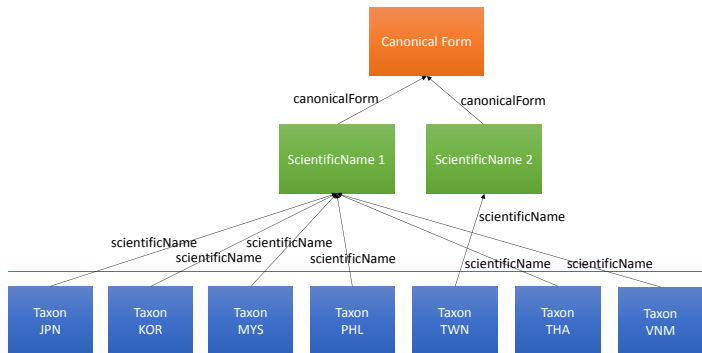 Canonical Form
canonicalForm
canonicalForm
ScientificName 1
ScientificName 2
scientificName
scientificName
scientificName
scientificName
scientificName
scientificName
scientificName
Taxon
JPN
Taxon
KOR
Taxon
MYS
Taxon
PHL
Taxon
TWN
Taxon
THA
Taxon
VNM